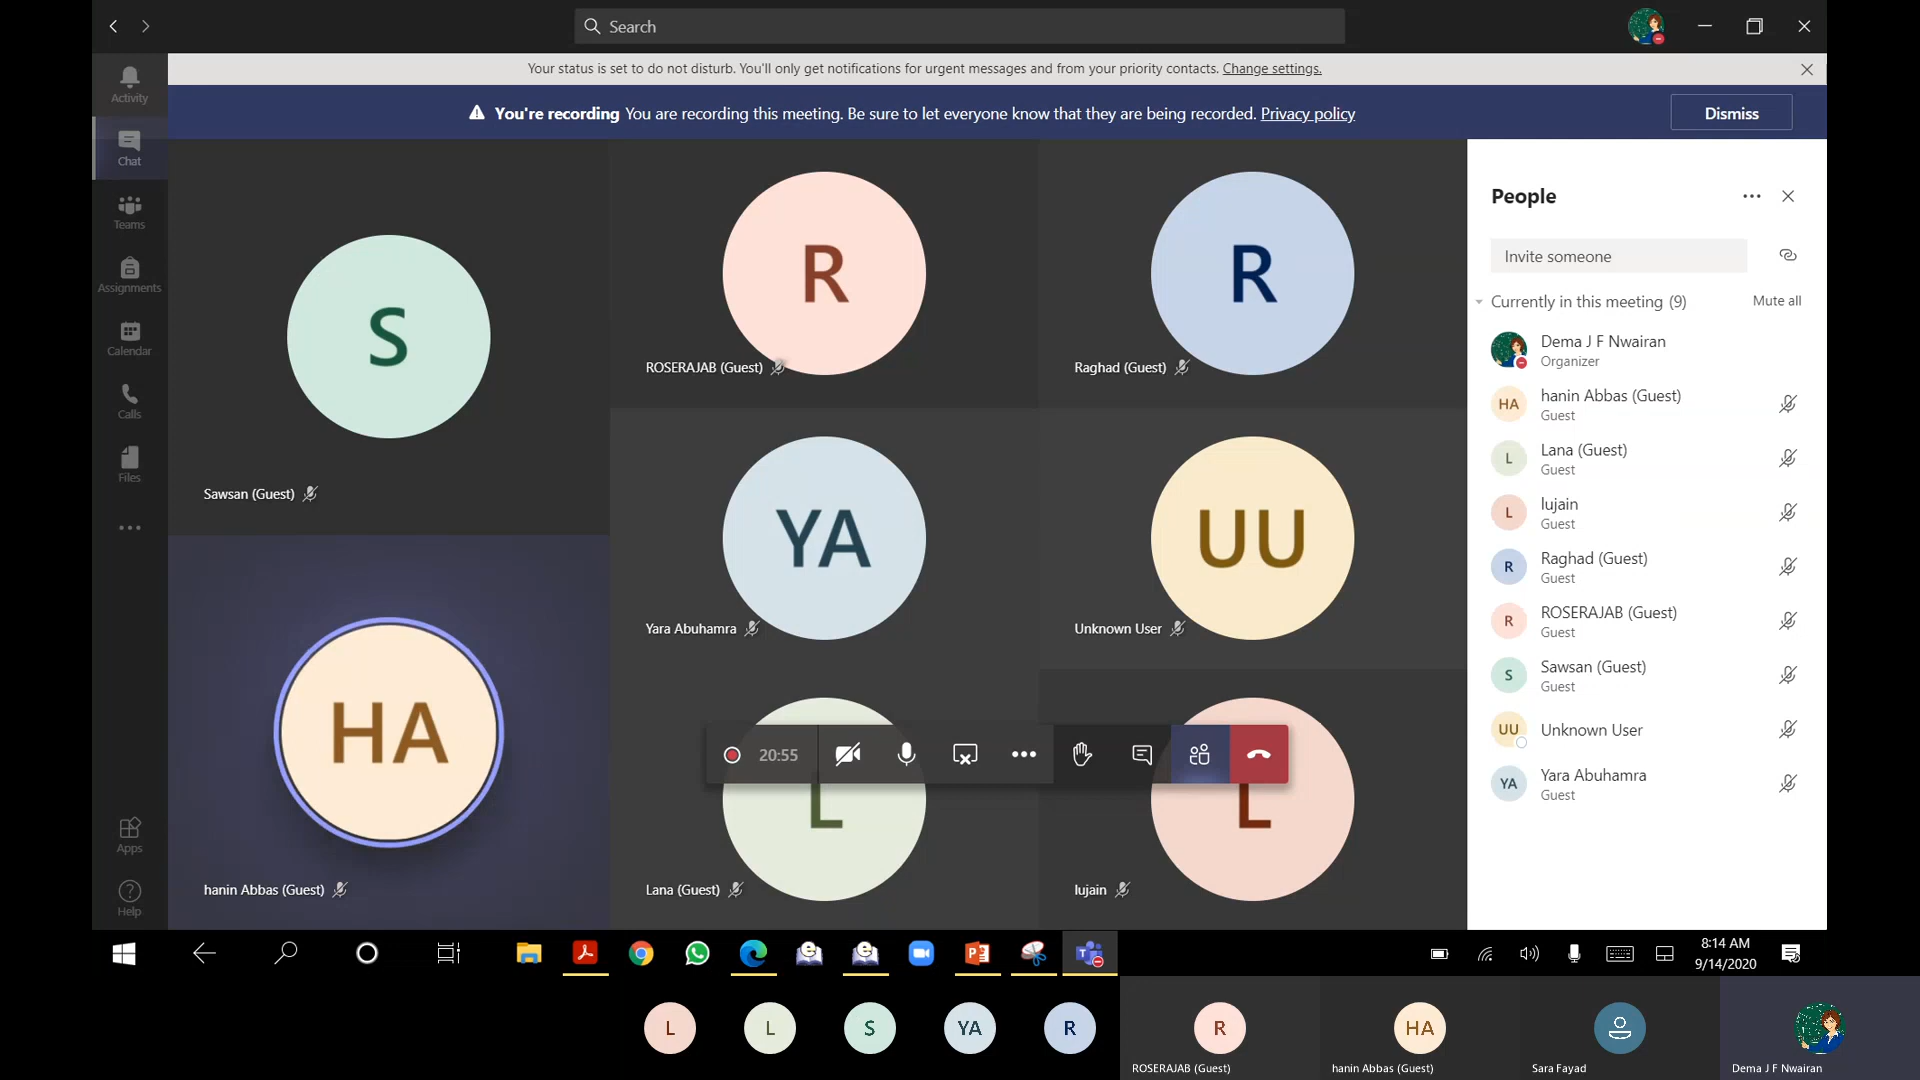 Search
Your status is set to do not disturb. You'll only get notifications for urgent messages and from your priority contacts. Change settings.
You're recording You are recording this meeting. Be sure to let everyone know that they are being recorded. Privacy policy
Dismiss
Activity
Chat
Teams
Assignments
Calendar
Calls
Files
Apps
Help
S
Sawsan (Guest)
R
ROSERAJAB (Guest)
R
Raghad (Guest)
YA
Yara Abuhamra
UU
Unknown User
HA
hanin Abbas (Guest)
L
Lana (Guest)
L
lujain
20:55
People
Invite someone
Currently in this meeting (9)
Mute all
Dema J F Nwairan
Organizer
HA
hanin Abbas (Guest)
Guest
L
Lana (Guest)
Guest
L
lujain
Guest
R
Raghad (Guest)
Guest
R
ROSERAJAB (Guest)
Guest
S
Sawsan (Guest)
Guest
UU
Unknown User
YA
Yara Abuhamra
Guest
8:14 AM
9/14/2020
L
L
S
YA
R
R
ROSERAJAB (Guest)
HA
hanin Abbas (Guest)
Sara Fayad
Dema J F Nwairan